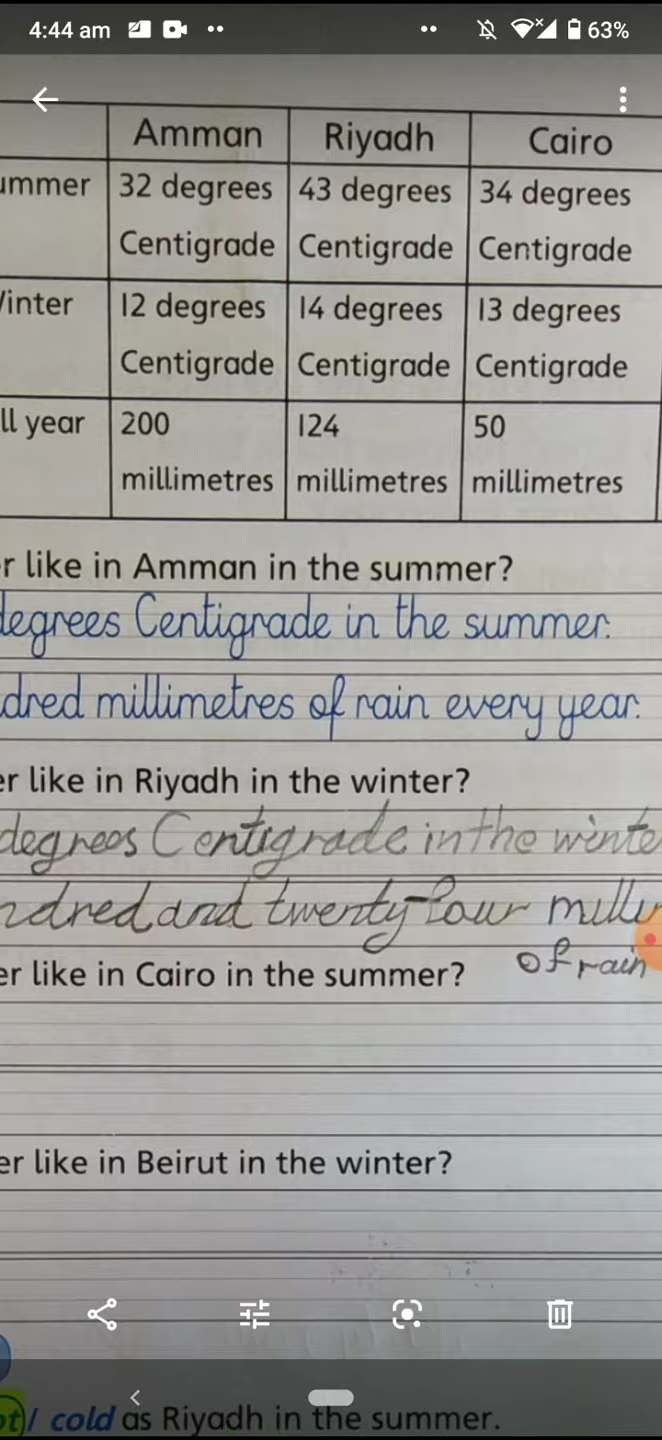 4:44 am 63%
Amman Riyadh Cairo
ummer 32 degrees 43 degrees 34 degrees
Centigrade Centigrade Centigrade
inter 12 degrees 14 degrees 13 degrees
Centigrade Centigrade Centigrade
ll year 200 124 50
millimetres millimetres millimetres
r like in Amman in the summer?
degrees Centigrade in the summer.
dred millimetres of rain every year.
er like in Riyadh in the winter?
degrees Centigrade in the winte
ndred and twenty-four milli
of rain
er like in Cairo in the summer?
er like in Beirut in the winter?
ot / cold as Riyadh in the summer.